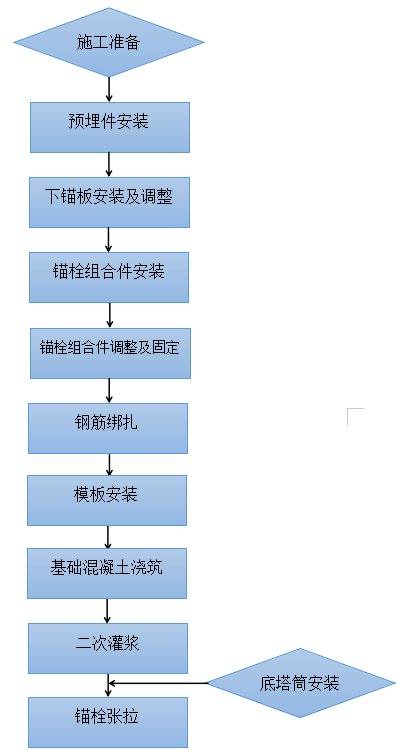 施工准备
预埋件安装
下锚板安装及调整
锚栓组合件安装
锚栓组合件调整及固定
钢筋绑扎
模板安装
基础混凝土浇筑
二次灌浆
底塔筒安装
锚栓张拉